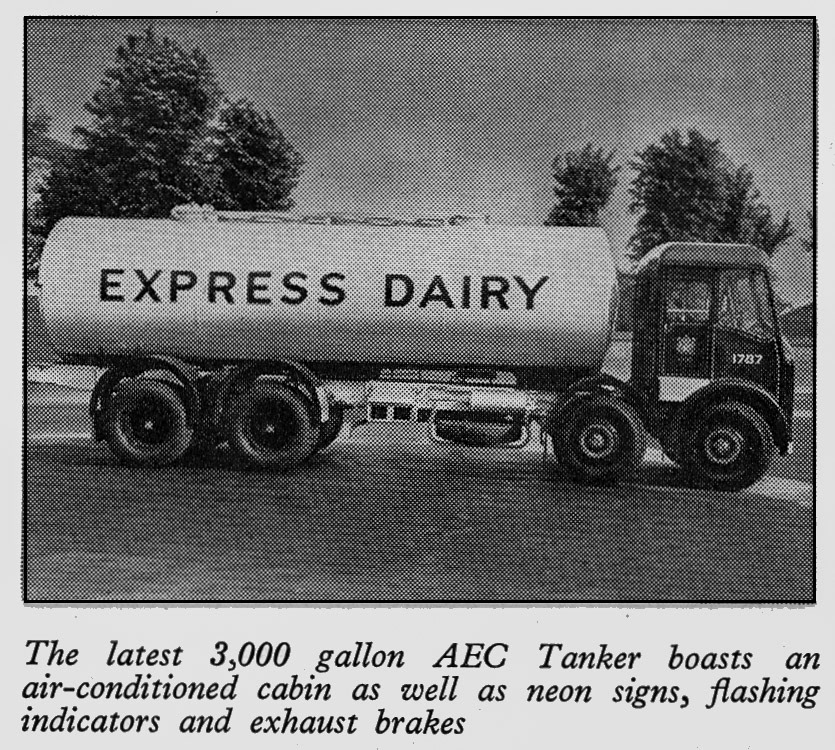 EXPRESS DAIRY
1787
The latest 3,000 gallon AEC Tanker boasts an
air-conditioned cabin as well as neon signs, flashing
indicators and exhaust brakes